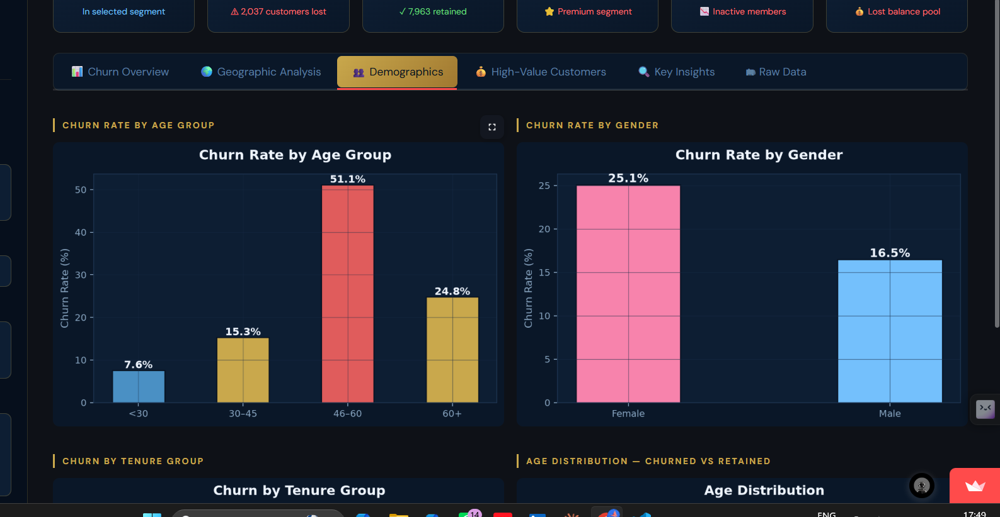 In selected segment
⚠ 2,037 customers lost
✓ 7,963 retained
Premium segment
Inactive members
Lost balance pool
Churn Overview
Geographic Analysis
Demographics
High-Value Customers
Key Insights
Raw Data
CHURN RATE BY AGE GROUP
Churn Rate by Age Group
Churn Rate (%)
50
40
30
20
10
0
7.6%
15.3%
51.1%
24.8%
<30
30–45
46–60
60+
CHURN RATE BY GENDER
Churn Rate by Gender
Churn Rate (%)
25
20
15
10
5
0
25.1%
16.5%
Female
Male
CHURN BY TENURE GROUP
Churn by Tenure Group
AGE DISTRIBUTION — CHURNED VS RETAINED
Age Distribution
14
ENG
17:49